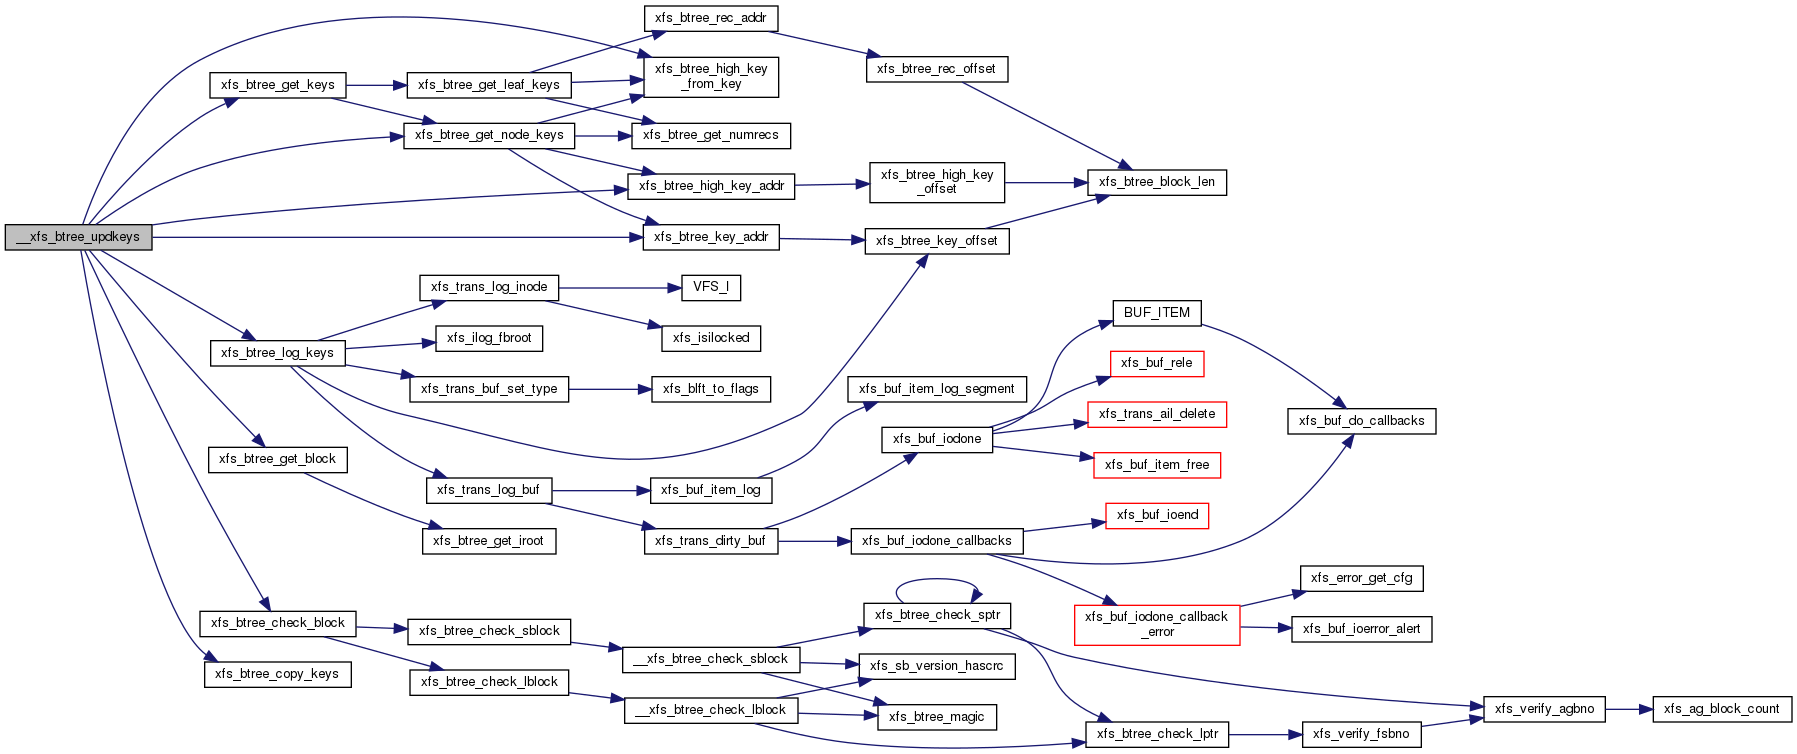 xfs_btree_rec_addr
xfs_btree_high_key
_from_key
xfs_btree_rec_offset
xfs_btree_get_keys
xfs_btree_get_leaf_keys
xfs_btree_get_node_keys
xfs_btree_get_numrecs
xfs_btree_high_key_addr
xfs_btree_high_key
_offset
xfs_btree_block_len
__xfs_btree_updkeys
xfs_btree_key_addr
xfs_btree_key_offset
xfs_trans_log_inode
VFS_I
xfs_ilog_fbroot
xfs_isilocked
BUF_ITEM
xfs_btree_log_keys
xfs_buf_rele
xfs_trans_buf_set_type
xfs_blft_to_flags
xfs_buf_item_log_segment
xfs_trans_ail_delete
xfs_buf_do_callbacks
xfs_buf_iodone
xfs_btree_get_block
xfs_buf_item_free
xfs_trans_log_buf
xfs_buf_item_log
xfs_buf_ioend
xfs_btree_get_iroot
xfs_trans_dirty_buf
xfs_buf_iodone_callbacks
xfs_error_get_cfg
xfs_btree_check_block
xfs_btree_check_sblock
xfs_btree_check_sptr
xfs_buf_iodone_callback
_error
xfs_buf_ioerror_alert
__xfs_btree_check_sblock
xfs_sb_version_hascrc
xfs_btree_copy_keys
xfs_btree_check_lblock
__xfs_btree_check_lblock
xfs_btree_magic
xfs_verify_agbno
xfs_ag_block_count
xfs_btree_check_lptr
xfs_verify_fsbno